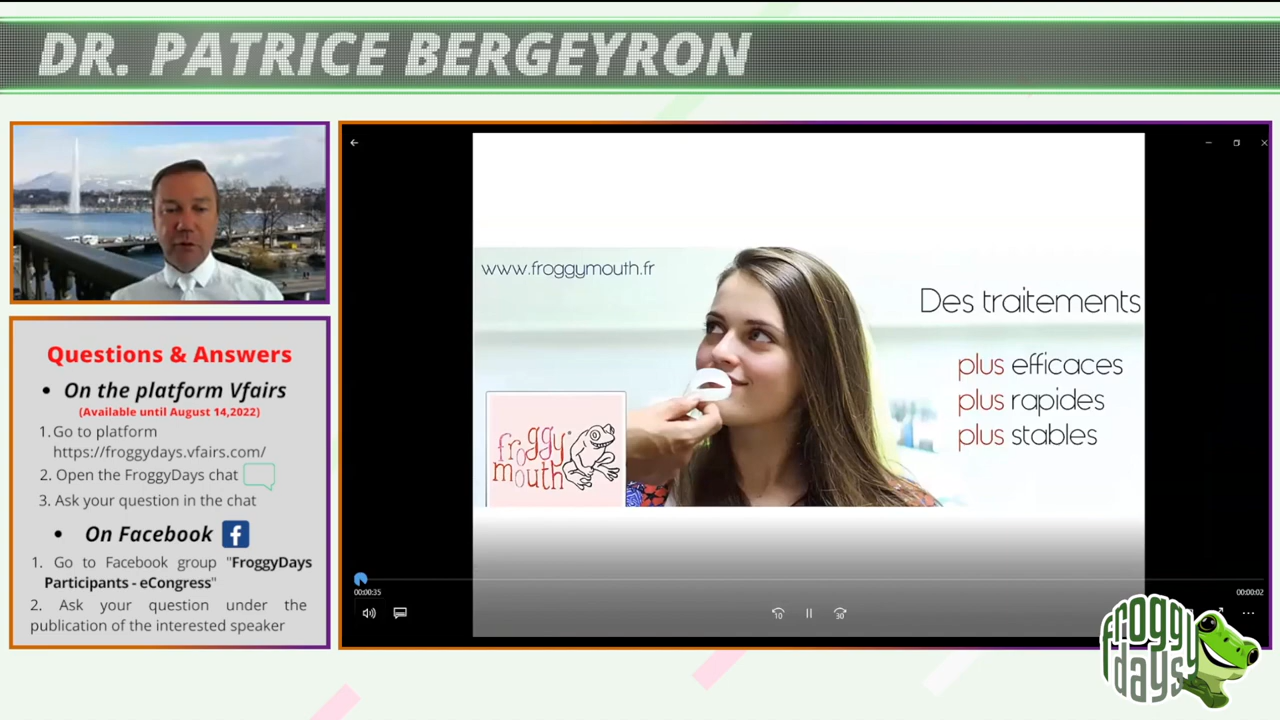 DR. PATRICE BERGEYRON
Questions & Answers
• On the platform Vfairs
(Available until August 14,2022)
1. Go to platform
https://froggydays.vfairs.com/
2. Open the FroggyDays chat
3. Ask your question in the chat
• On Facebook
1. Go to Facebook group "FroggyDays
Participants - eCongress"
2. Ask your question under the
publication of the interested speaker
www.froggymouth.fr
Des traitements
plus efficaces
plus rapides
plus stables
froggy
mouth
00:00:35
00:00:02
10
30
froggy
days